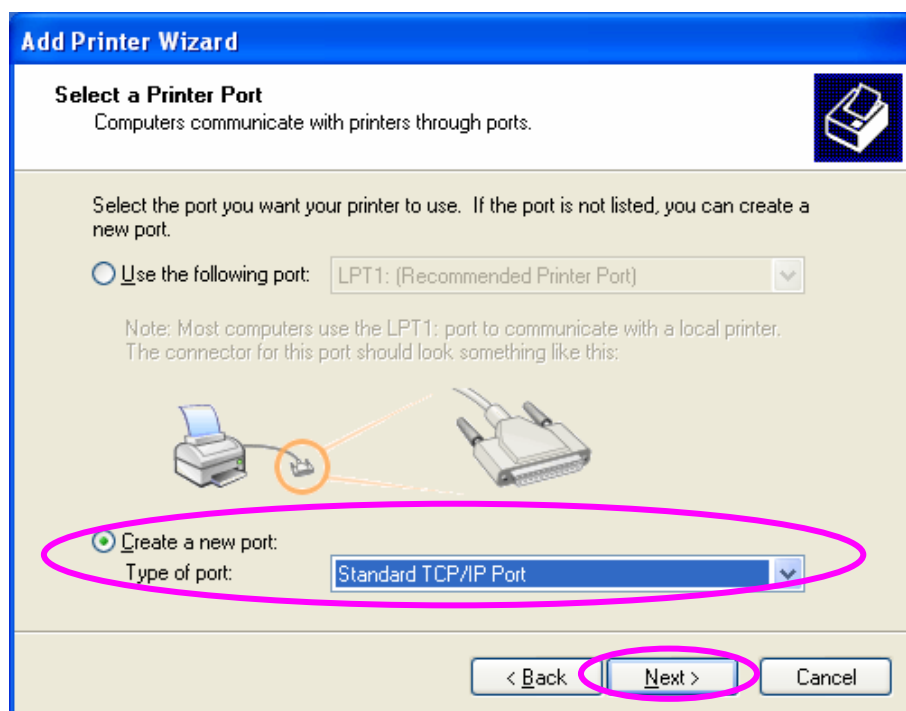 Add Printer Wizard
Select a Printer Port
Computers communicate with printers through ports.
Select the port you want your printer to use. If the port is not listed, you can create a
new port.
Use the following port:
LPT1: (Recommended Printer Port)
Note: Most computers use the LPT1: port to communicate with a local printer.
The connector for this port should look something like this:
Create a new port:
Type of port:
Standard TCP/IP Port
< Back
Next >
Cancel